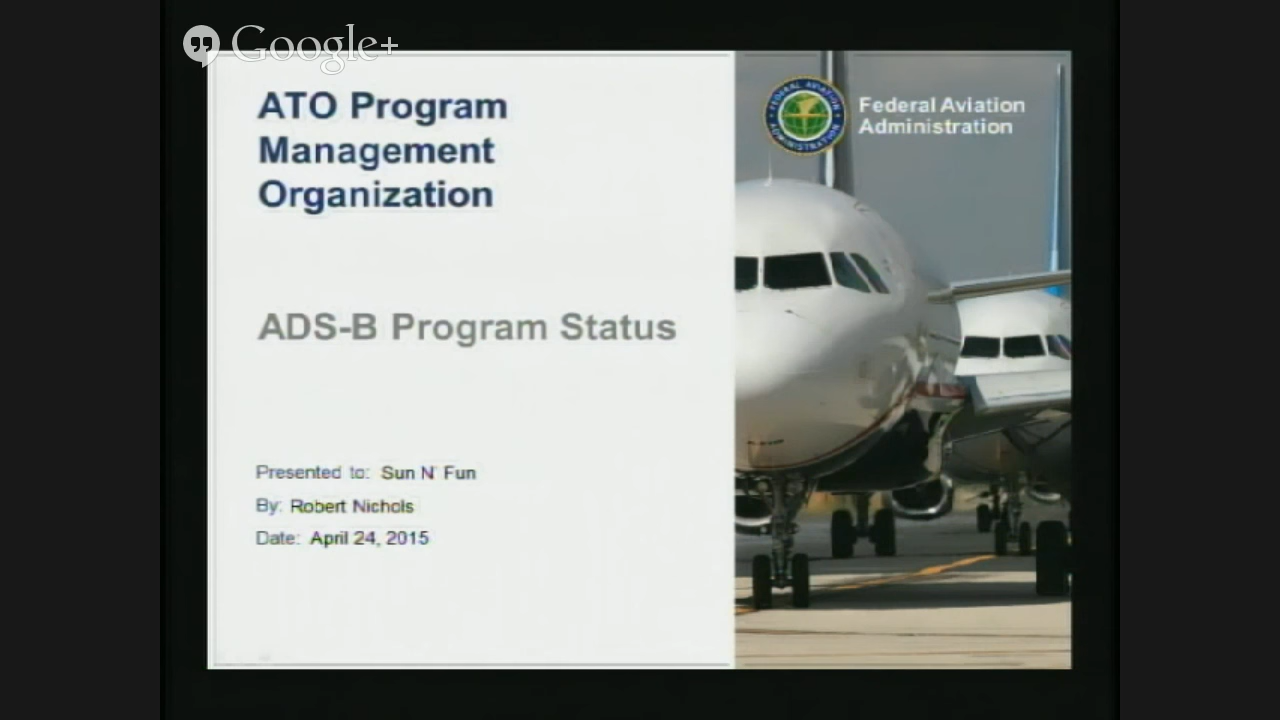 Google+
ATO Program
Management
Organization
Federal Aviation
Administration
ADS-B Program Status
Presented to: Sun N' Fun
By: Robert Nichols
Date: April 24, 2015